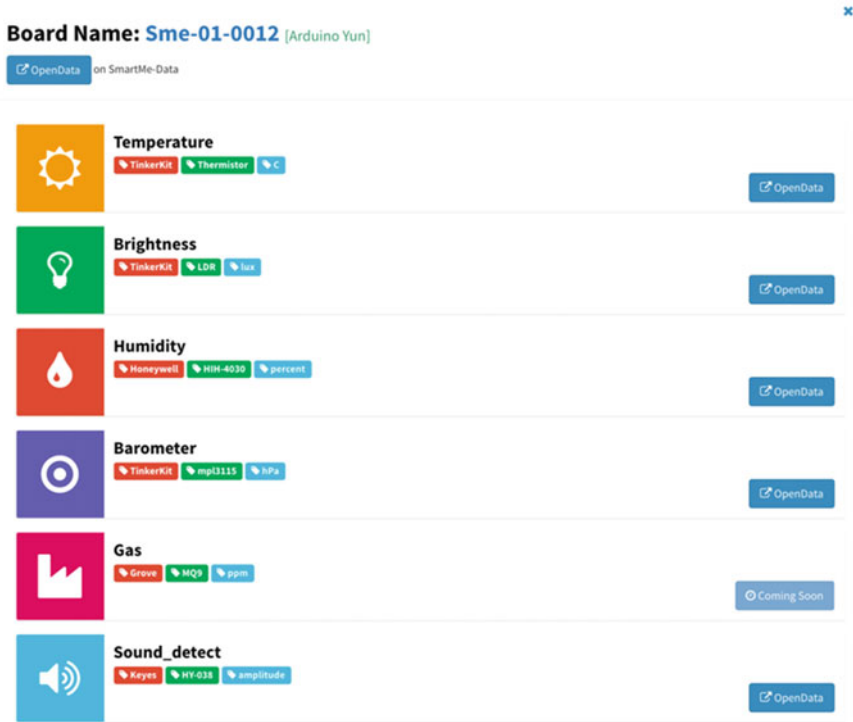 Board Name: Sme-01-0012 [Arduino Yun]
OpenData on SmartMe-Data
Temperature
TinkerKit Thermistor C
OpenData
Brightness
TinkerKit LDR lux
OpenData
Humidity
Honeywell HIH-4030 percent
OpenData
Barometer
TinkerKit mpl3115 hPa
OpenData
Gas
Grove MQ9 ppm
Coming Soon
Sound_detect
Keyes HY-038 amplitude
OpenData